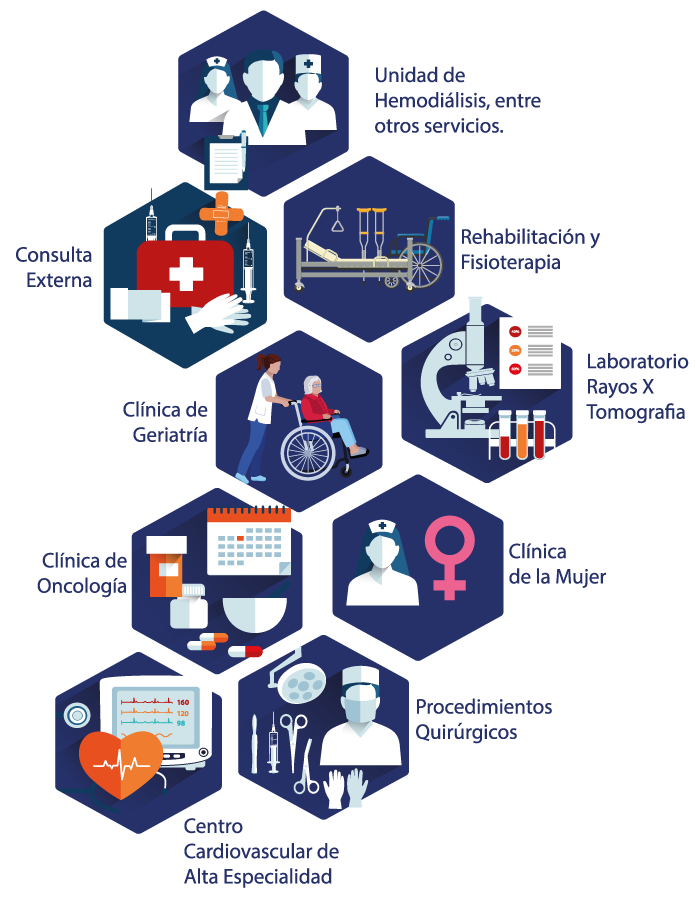 Unidad de
Hemodiálisis, entre
otros servicios.
Consulta
Externa
Rehabilitación y
Fisioterapia
Laboratorio
Rayos X
Tomografia
Clínica de
Geriatría
Clínica de
Oncología
Clínica
de la Mujer
160
120
98
Procedimientos
Quirúrgicos
Centro
Cardiovascular de
Alta Especialidad